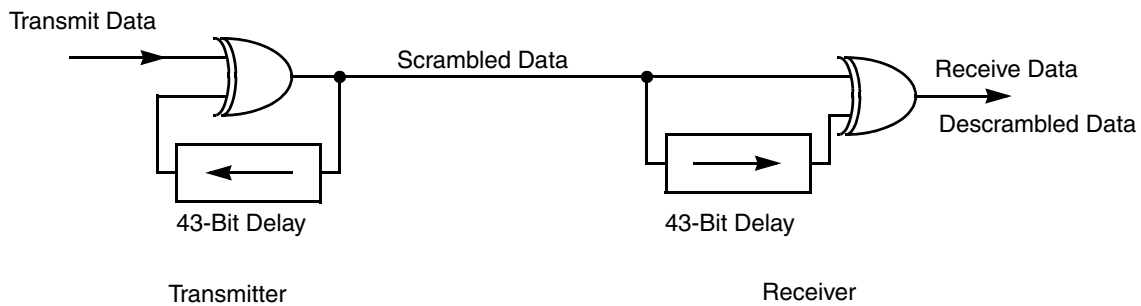 Transmit Data
Scrambled Data
Receive Data
Descrambled Data
43-Bit Delay
43-Bit Delay
Transmitter
Receiver